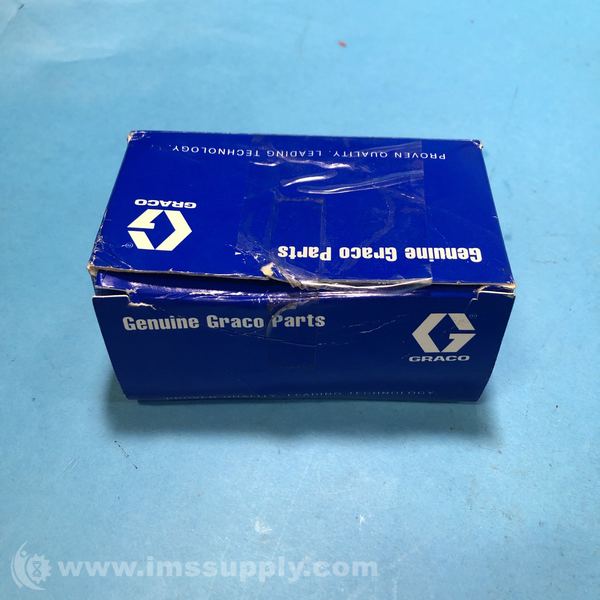 PROVEN QUALITY. LEADING TECHNOLOGY.
GRACO
Genuine Graco Parts
Genuine Graco Parts
GRACO
www.imssupply.com